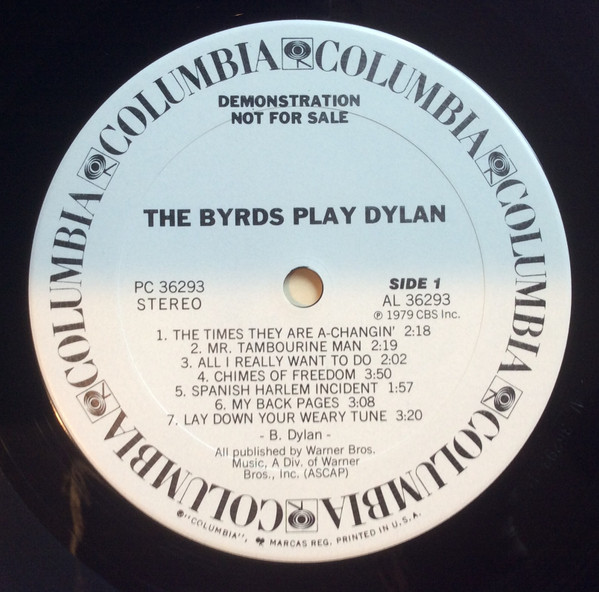 COLUMBIA COLUMBIA COLUMBIA COLUMBIA COLUMBIA COLUMBIA COLUMBIA COLUMBIA
DEMONSTRATION
NOT FOR SALE
THE BYRDS PLAY DYLAN
PC 36293
STEREO
SIDE 1
AL 36293
℗ 1979 CBS Inc.
1. THE TIMES THEY ARE A-CHANGIN' 2:18
2. MR. TAMBOURINE MAN 2:19
3. ALL I REALLY WANT TO DO 2:02
4. CHIMES OF FREEDOM 3:50
5. SPANISH HARLEM INCIDENT 1:57
6. MY BACK PAGES 3:08
7. LAY DOWN YOUR WEARY TUNE 3:20
- B. Dylan -
All published by Warner Bros.
Music, A Div. of Warner
Bros., Inc. (ASCAP)
® "COLUMBIA", MARCAS REG. PRINTED IN U.S.A.